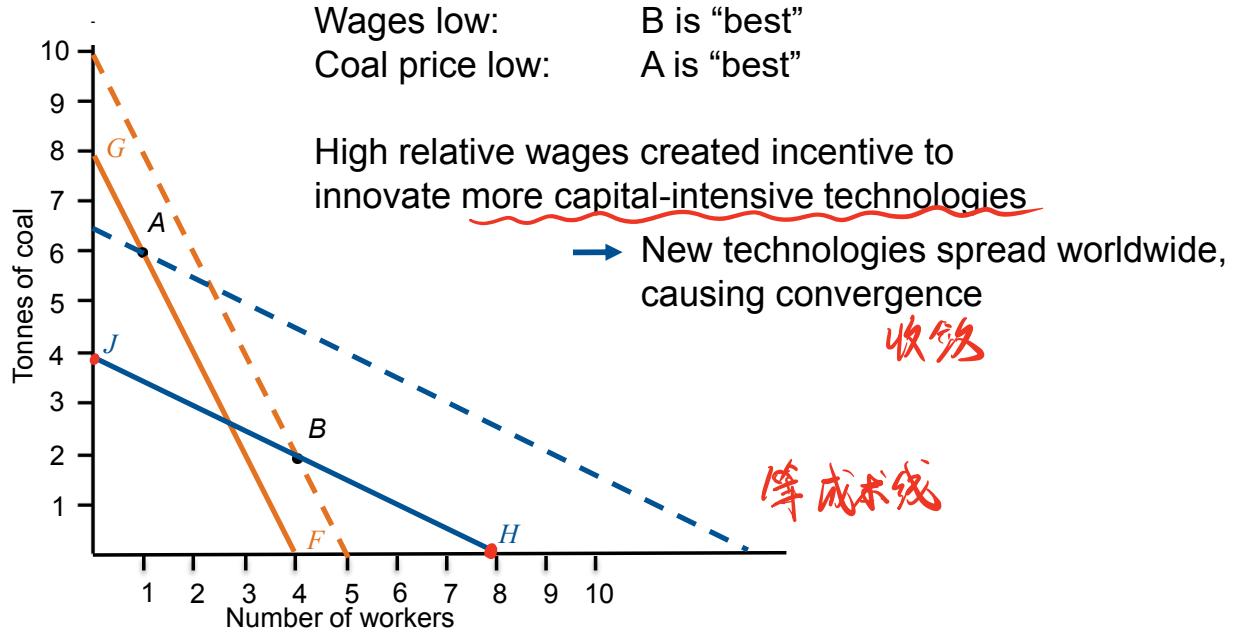 Wages low: B is “best”
Coal price low: A is “best”
High relative wages created incentive to
innovate more capital-intensive technologies
New technologies spread worldwide,
causing convergence
收敛
等成本线
Tonnes of coal
10
9
8
7
6
5
4
3
2
1
G
A
J
B
F
H
1 2 3 4 5 6 7 8 9 10
Number of workers